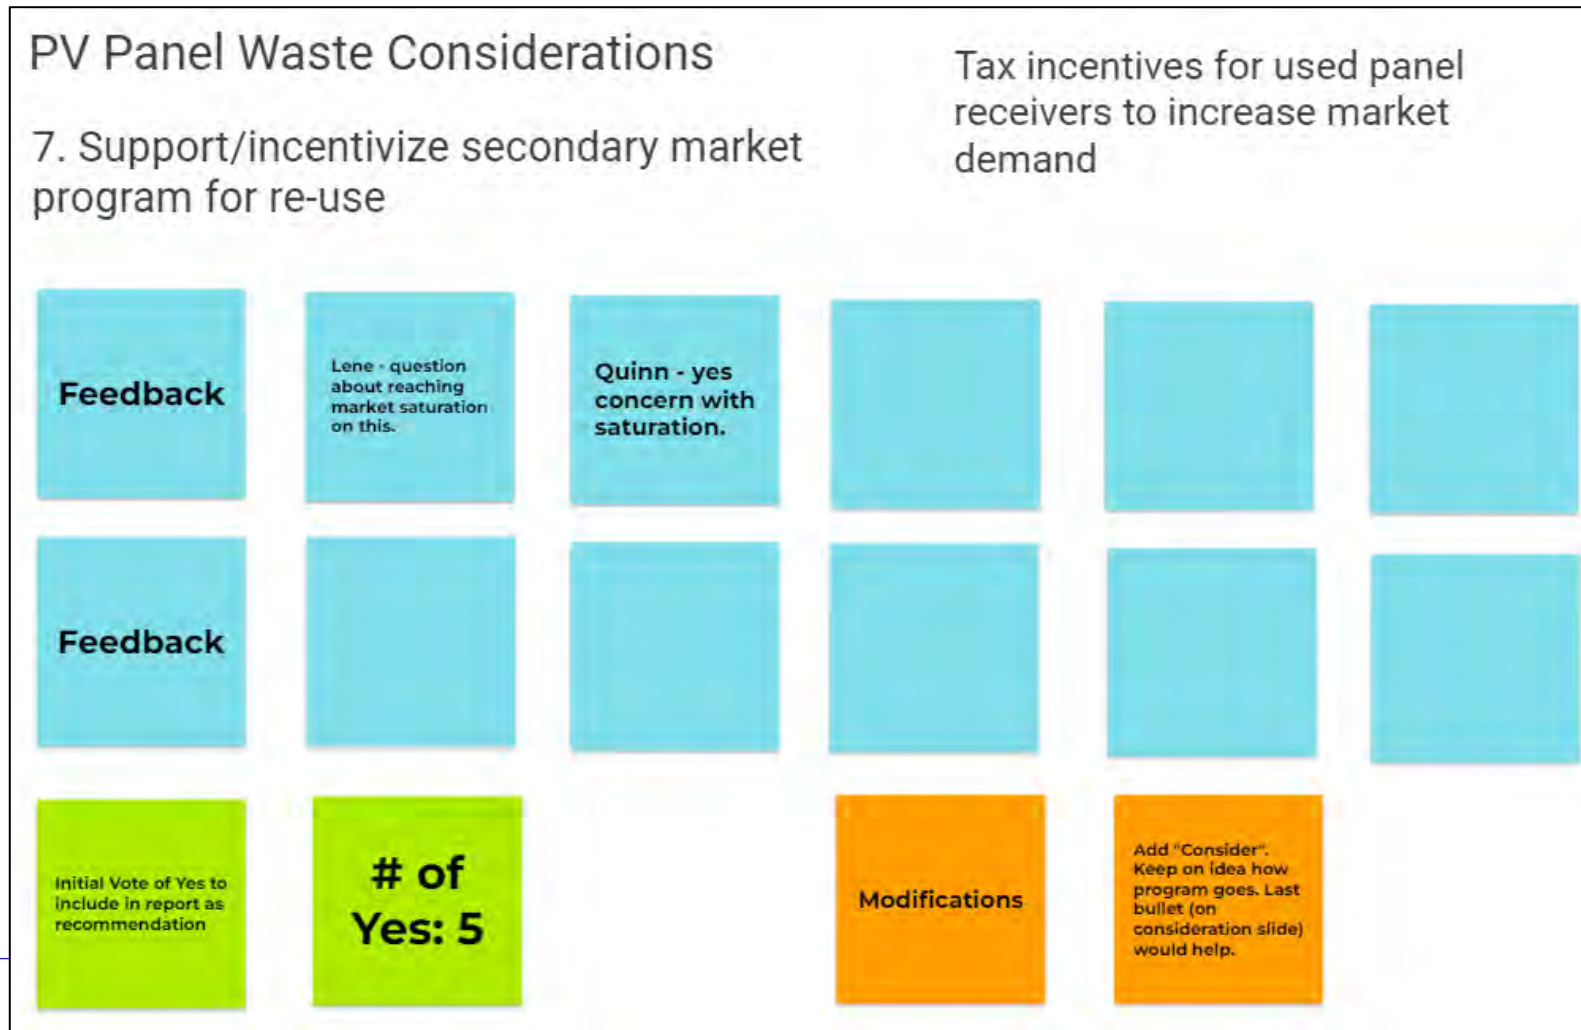 PV Panel Waste Considerations
7. Support/incentivize secondary market
program for re-use
Tax incentives for used panel
receivers to increase market
demand
Feedback
Lene - question
about reaching
market saturation
on this.
Quinn - yes
concern with
saturation.
Feedback
Initial Vote of Yes to
include in report as
recommendation
# of
Yes: 5
Modifications
Add "Consider".
Keep on idea how
program goes. Last
bullet (on
consideration slide)
would help.